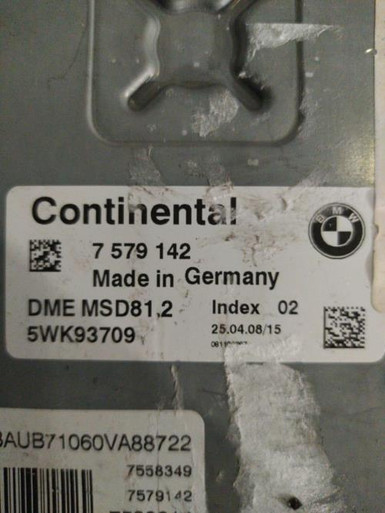 Continental
BMW
7 579 142
Made in Germany
DME MSD81,2 Index 02
5WK93709 25.04.08/15
AUB71060VA88722
7558349
7579142